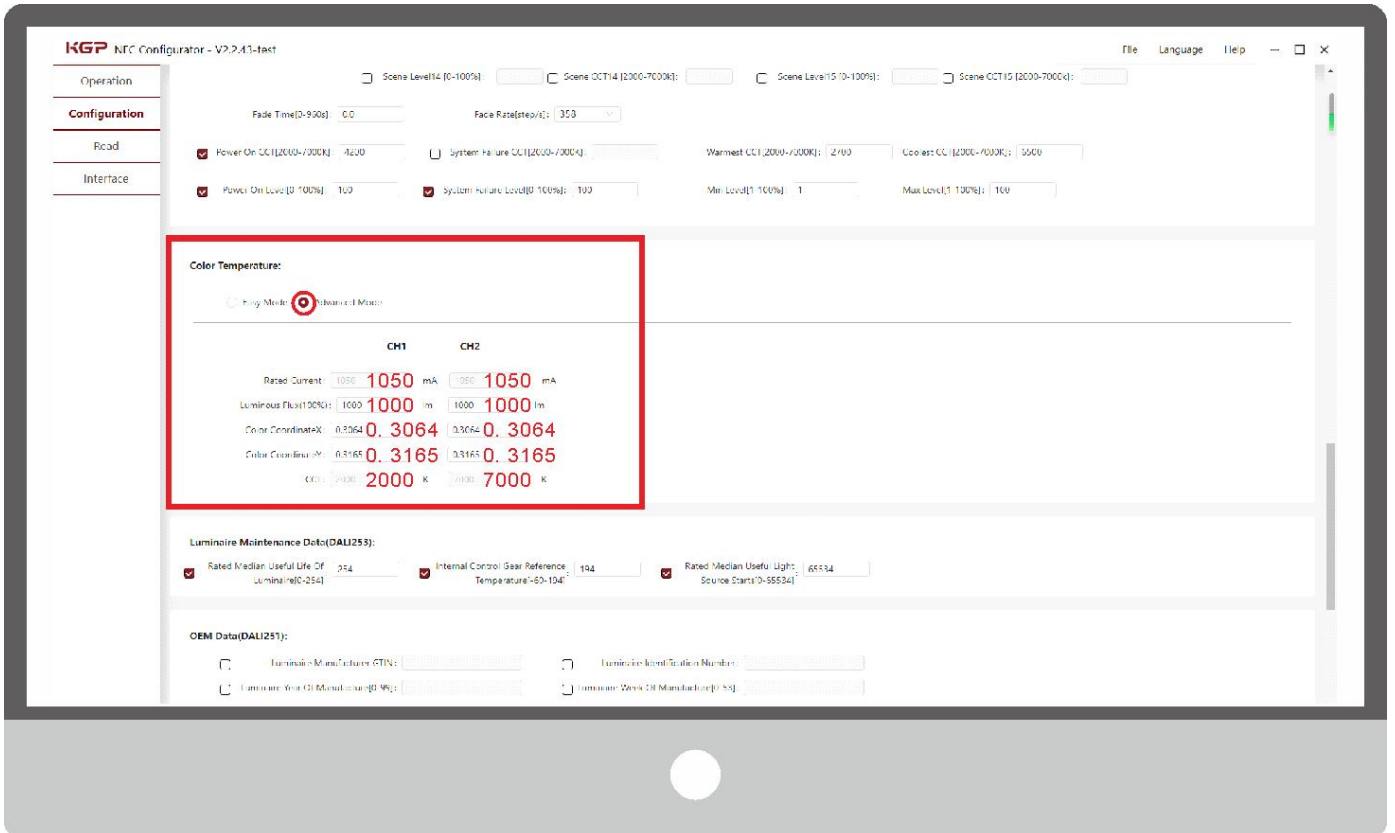 KGP NFC Configurator - V2.2.43-test
File Language Help
Operation
Configuration
Read
Interface
Scene Level14 [0-100%]: Scene CCT14 [2000-7000k]: Scene Level15 [0-100%]: Scene CCT15 [2000-7000k]:
Fade Time[0-960s]: 0.0 Fade Rate[step/s]: 358
Power On CCT[2000-7000K]: 4200 System Failure CCT[2000-7000K]: Warmest CCT[2000-7000K]: 2700 Coolest CCT[2000-7000K]: 6500
Power On Level[0-100%]: 100 System Failure Level[0-100%]: 100 Min Level[1-100%]: 1 Max Level[1-100%]: 100
Color Temperature:
Easy Mode Advanced Mode
CH1 CH2
Rated Current: 1050 1050 mA 1050 1050 mA
Luminous Flux(100%): 1000 1000 lm 1000 1000 lm
Color CoordinateX: 0.3064 0.3064 0.3064 0.3064
Color CoordinateY: 0.3165 0.3165 0.3165 0.3165
CCT: 2000 2000 K 7000 7000 K
Luminaire Maintenance Data(DALI253):
Rated Median Useful Life Of Luminaire[0-254] : 254 Internal Control Gear Reference Temperature[-60-194] : 194 Rated Median Useful Light Source Starts[0-65534] : 65534
OEM Data(DALI251):
Luminaire Manufacturer GTIN: Luminaire Identification Number:
Luminaire Year Of Manufacture[0-99]: Luminaire Week Of Manufacture[0-53]: